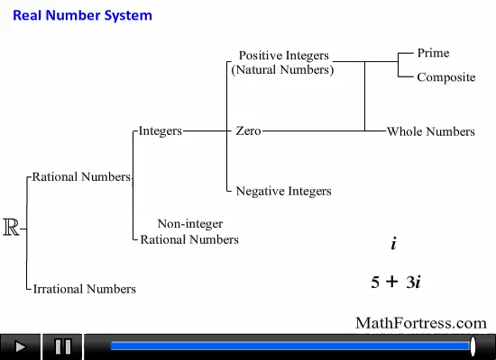 Real Number System
Positive Integers
(Natural Numbers)
Prime
Composite
Integers
Zero
Whole Numbers
Rational Numbers
Negative Integers
Non-integer
Rational Numbers
ℝ
Irrational Numbers
i
5 + 3i
MathFortress.com